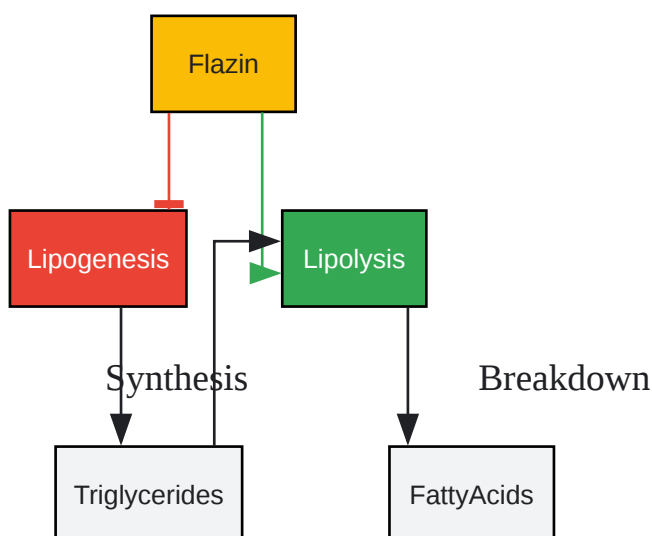 Flazin
Lipogenesis
Lipolysis
Synthesis
Breakdown
Triglycerides
FattyAcids